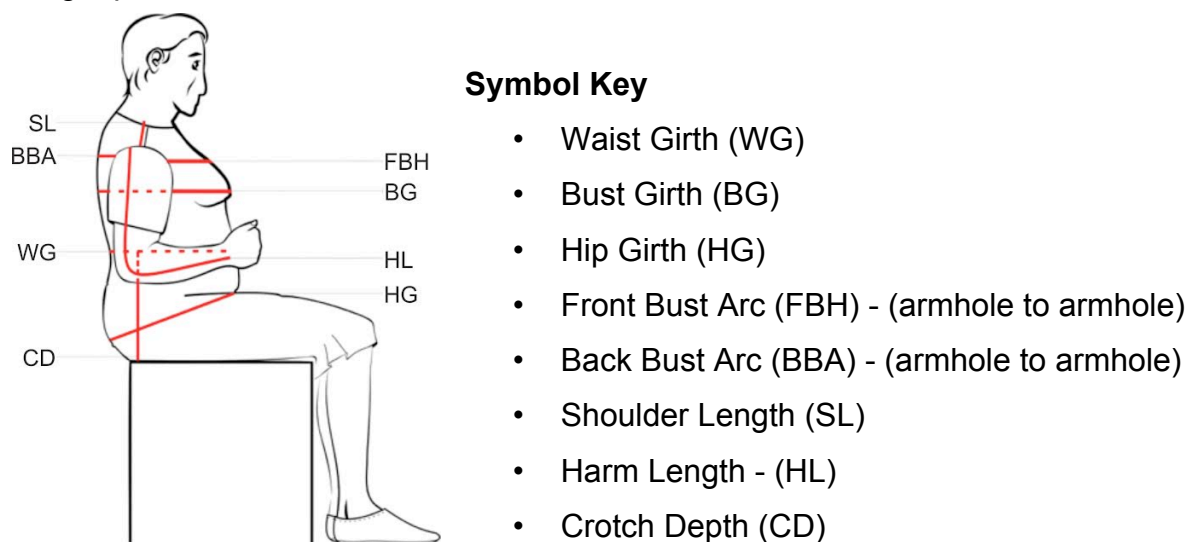 SL
BBA
WG
CD
FBH
BG
HL
HG
Symbol Key
• Waist Girth (WG)
• Bust Girth (BG)
• Hip Girth (HG)
• Front Bust Arc (FBH) - (armhole to armhole)
• Back Bust Arc (BBA) - (armhole to armhole)
• Shoulder Length (SL)
• Harm Length - (HL)
• Crotch Depth (CD)